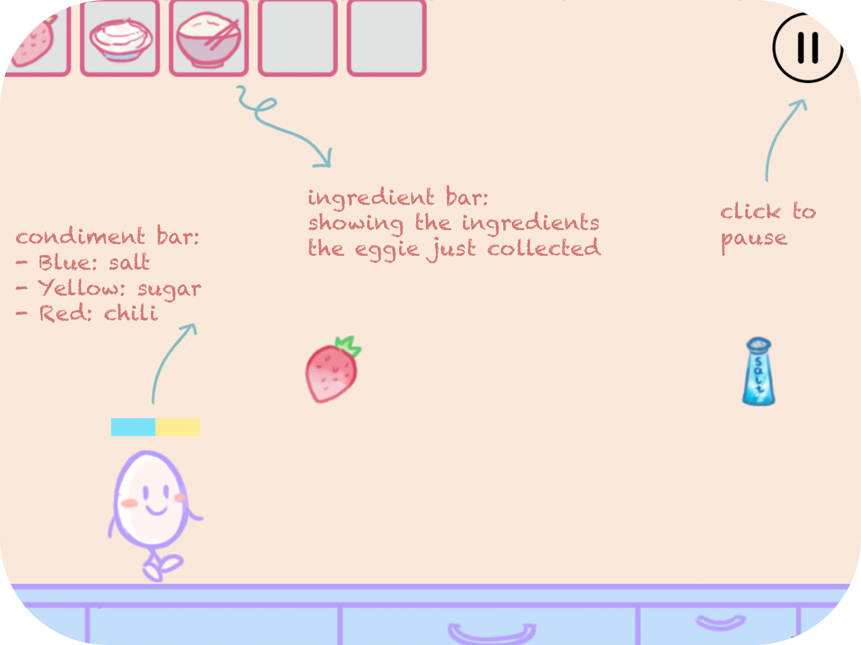 ingredient bar:
showing the ingredients
the eggie just collected
click to
pause
condiment bar:
- Blue: salt
- Yellow: sugar
- Red: chili
salt